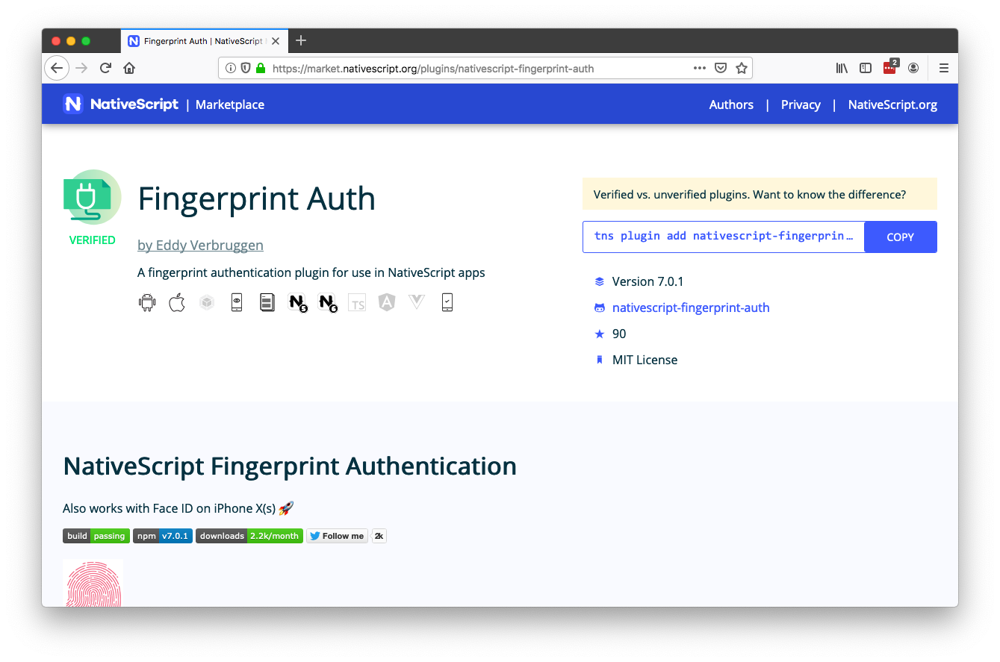 Fingerprint Auth | NativeScript
2
https://market.nativescript.org/plugins/nativescript-fingerprint-auth
NativeScript | Marketplace
Authors | Privacy | NativeScript.org
Fingerprint Auth
VERIFIED
by Eddy Verbruggen
A fingerprint authentication plugin for use in NativeScript apps
N S N G TS A
Verified vs. unverified plugins. Want to know the difference?
tns plugin add nativescript-fingerprin… COPY
Version 7.0.1
nativescript-fingerprint-auth
90
MIT License
NativeScript Fingerprint Authentication
Also works with Face ID on iPhone X(s) 🚀
build passing npm v7.0.1 downloads 2.2k/month Follow me 2k